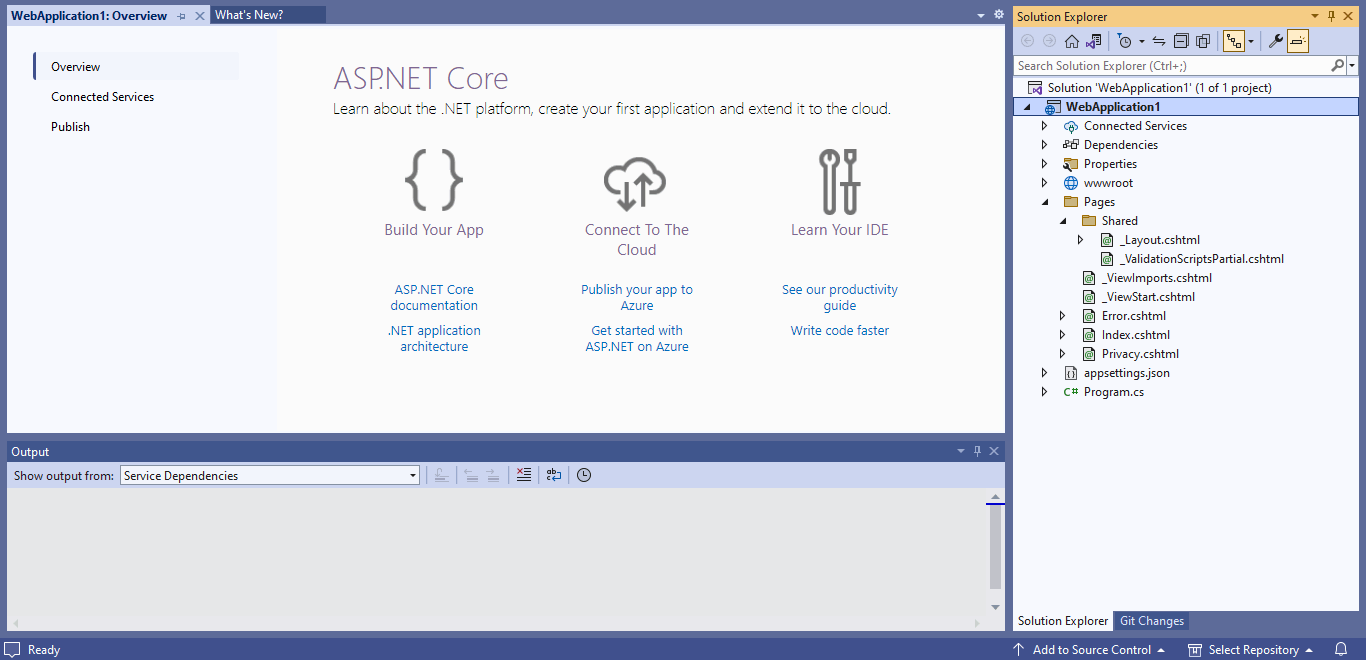 WebApplication1: Overview
What's New?
Overview
Connected Services
Publish
ASP.NET Core
Learn about the .NET platform, create your first application and extend it to the cloud.
Build Your App
Connect To The
Cloud
Learn Your IDE
ASP.NET Core
documentation
.NET application
architecture
Publish your app to
Azure
Get started with
ASP.NET on Azure
See our productivity
guide
Write code faster
Output
Show output from:
Service Dependencies
Solution Explorer
Search Solution Explorer (Ctrl+;)
Solution 'WebApplication1' (1 of 1 project)
WebApplication1
Connected Services
Dependencies
Properties
wwwroot
Pages
Shared
_Layout.cshtml
_ValidationScriptsPartial.cshtml
_ViewImports.cshtml
_ViewStart.cshtml
Error.cshtml
Index.cshtml
Privacy.cshtml
appsettings.json
C# Program.cs
Solution Explorer
Git Changes
Ready
Add to Source Control
Select Repository